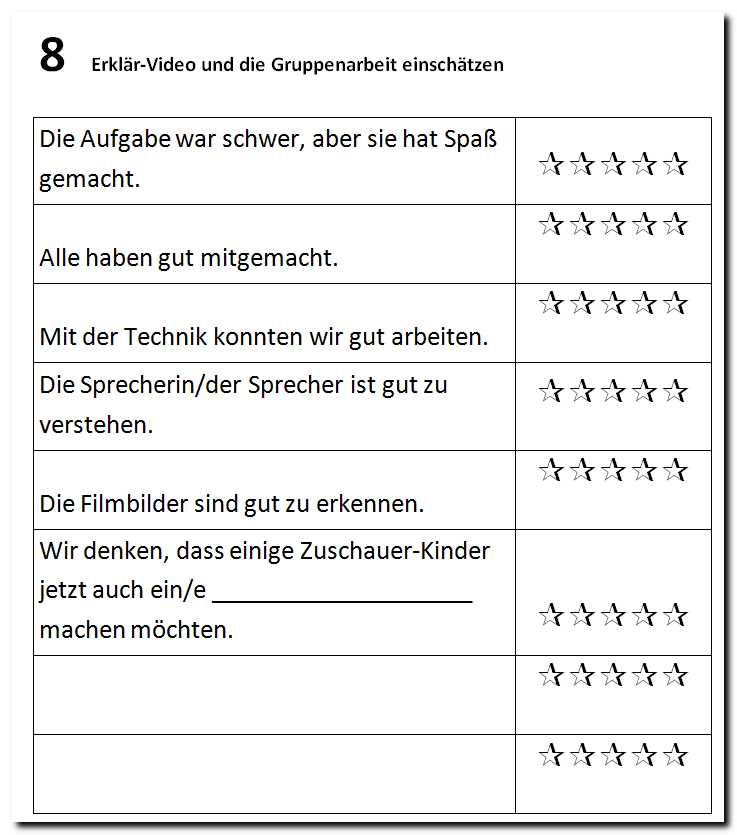 8 Erklär-Video und die Gruppenarbeit einschätzen
Die Aufgabe war schwer, aber sie hat Spaß
gemacht.
Alle haben gut mitgemacht.
Mit der Technik konnten wir gut arbeiten.
Die Sprecherin/der Sprecher ist gut zu
verstehen.
Die Filmbilder sind gut zu erkennen.
Wir denken, dass einige Zuschauer-Kinder
jetzt auch ein/e ____________________
machen möchten.